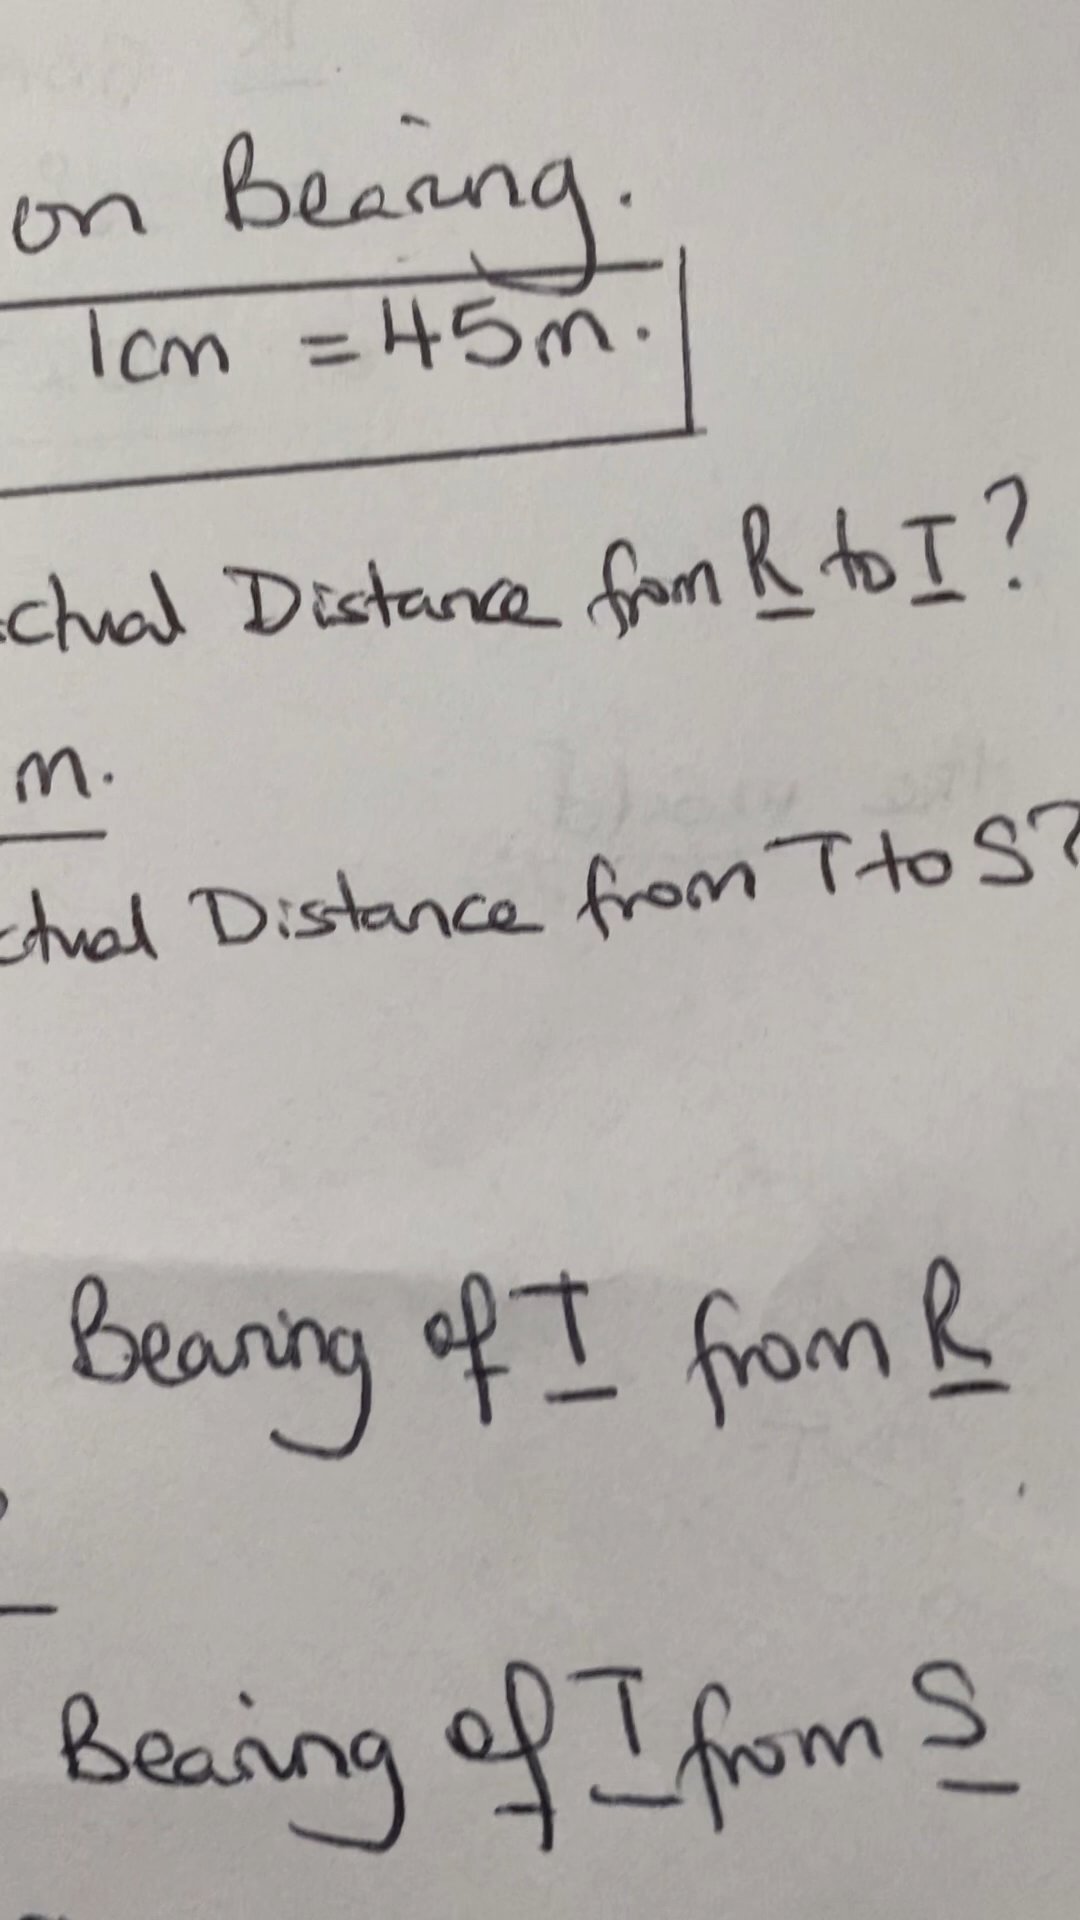 on Bearing.
1cm = 45m.
ctual Distance from R to T?
m.
ctual Distance from T to S?
Bearing of T from R
Bearing of T from S